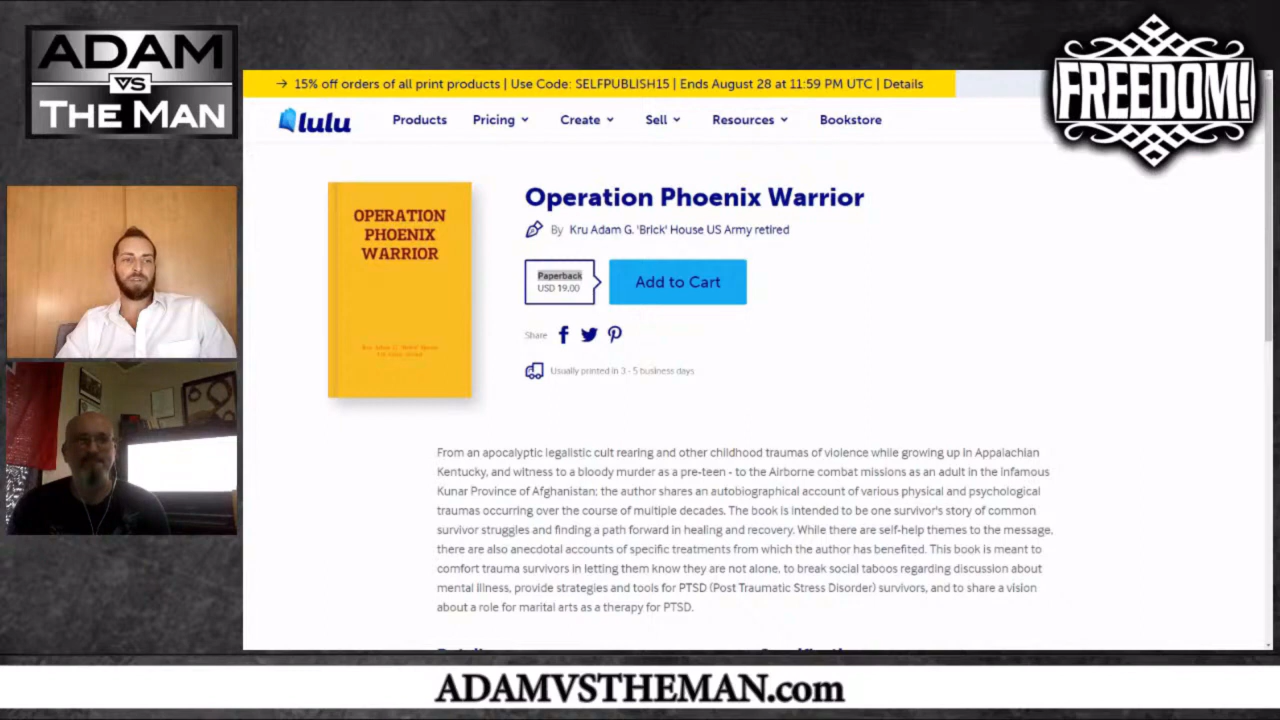 ADAM
VS
THE MAN
FREEDOM!
→ 15% off orders of all print products | Use Code: SELFPUBLISH15 | Ends August 28 at 11:59 PM UTC | Details
lulu
Products
Pricing
Create
Sell
Resources
Bookstore
OPERATION
PHOENIX
WARRIOR
Kru Adam G. 'Brick' House
US Army retired
Operation Phoenix Warrior
By Kru Adam G. 'Brick' House US Army retired
Paperback
USD 19.00
Add to Cart
Share
Usually printed in 3 - 5 business days
From an apocalyptic legalistic cult rearing and other childhood traumas of violence while growing up in Appalachian
Kentucky, and witness to a bloody murder as a pre-teen - to the Airborne combat missions as an adult in the infamous
Kunar Province of Afghanistan; the author shares an autobiographical account of various physical and psychological
traumas occurring over the course of multiple decades. The book is intended to be one survivor's story of common
survivor struggles and finding a path forward in healing and recovery. While there are self-help themes to the message,
there are also anecdotal accounts of specific treatments from which the author has benefited. This book is meant to
comfort trauma survivors in letting them know they are not alone, to break social taboos regarding discussion about
mental illness, provide strategies and tools for PTSD (Post Traumatic Stress Disorder) survivors, and to share a vision
about a role for marital arts as a therapy for PTSD.
ADAMVSTHEMAN.com